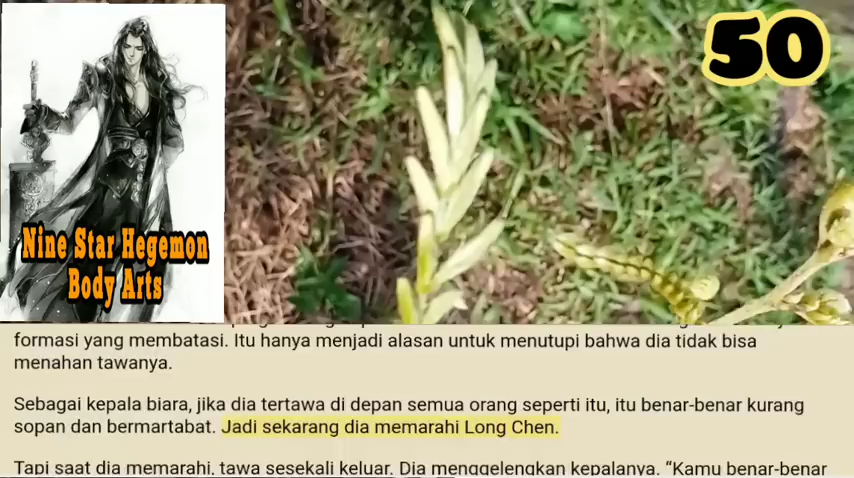 50
Nine Star Hegemon
Body Arts
formasi yang membatasi. Itu hanya menjadi alasan untuk menutupi bahwa dia tidak bisa
menahan tawanya.
Sebagai kepala biara, jika dia tertawa di depan semua orang seperti itu, itu benar-benar kurang
sopan dan bermartabat. Jadi sekarang dia memarahi Long Chen.
Tapi saat dia memarahi, tawa sesekali keluar. Dia menggelengkan kepalanya. “Kamu benar-benar